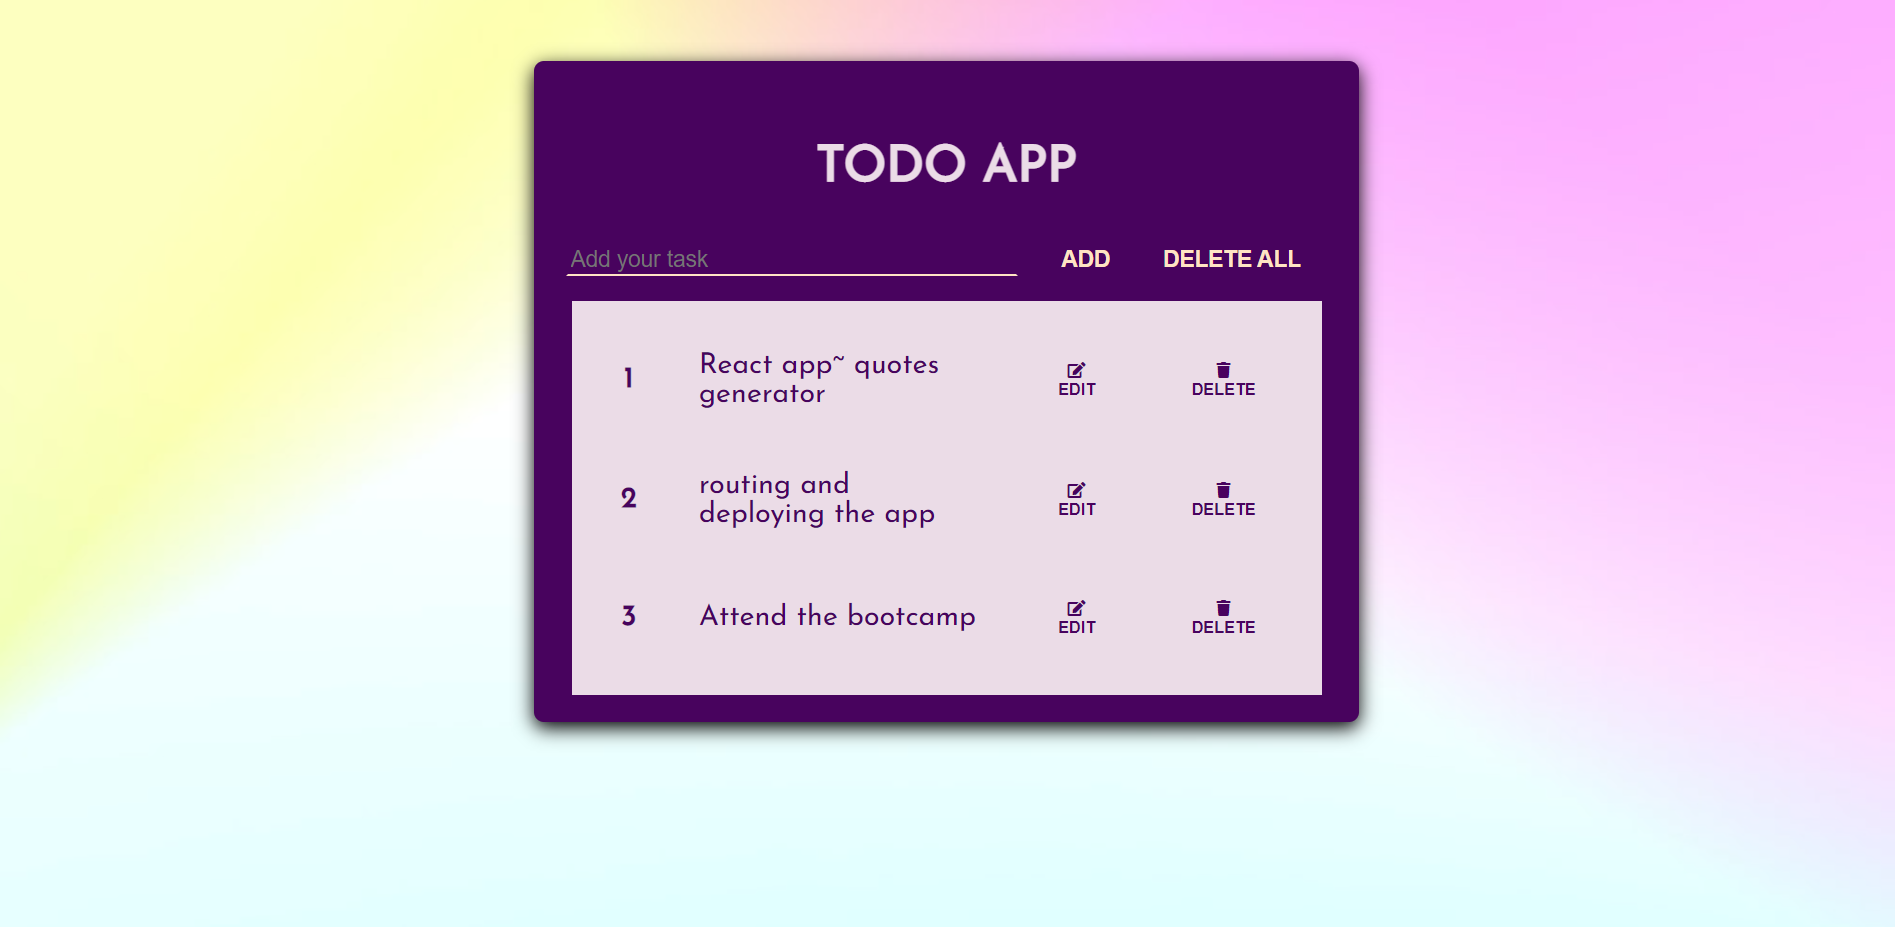 TODO APP
Add your task ADD DELETE ALL
1 React app~ quotes
generator
EDIT DELETE
2 routing and
deploying the app
EDIT DELETE
3 Attend the bootcamp
EDIT DELETE